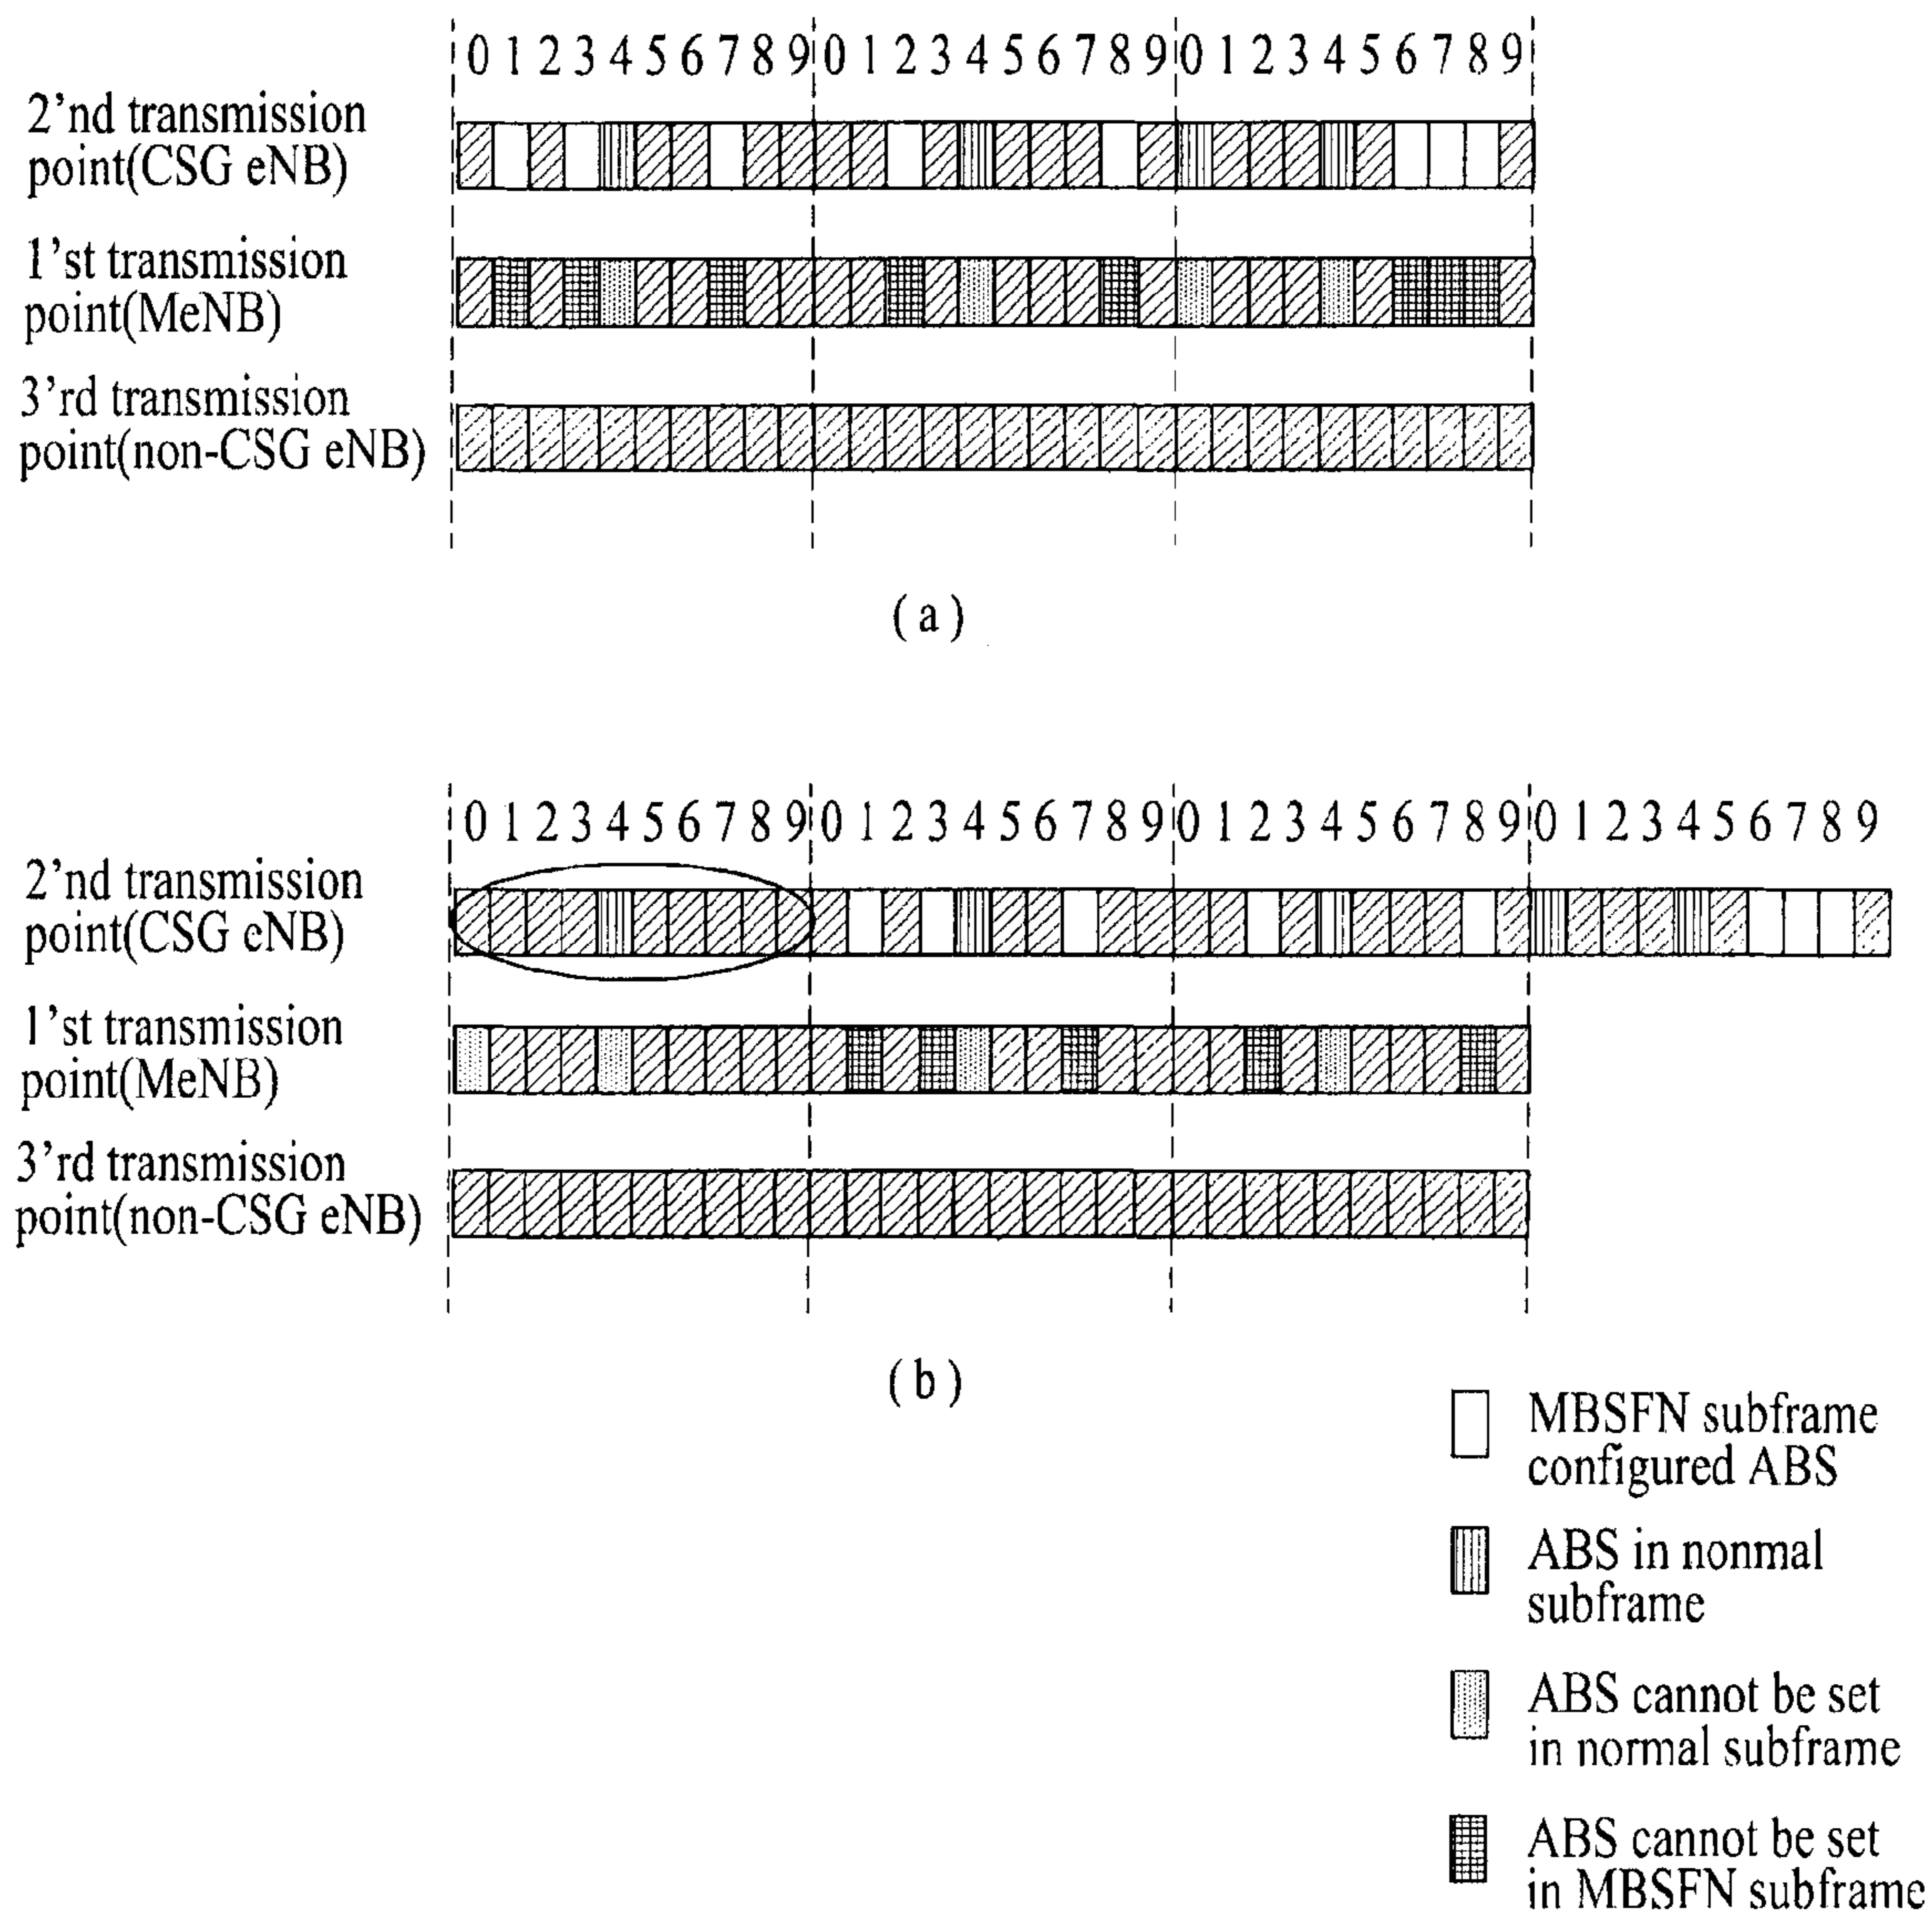 0 1 2 3 4 5 6 7 8 9 0 1 2 3 4 5 6 7 8 9 0 1 2 3 4 5 6 7 8 9
2'nd transmission
point(CSG eNB)
1'st transmission
point(MeNB)
3'rd transmission
point(non-CSG eNB)
(a)
0 1 2 3 4 5 6 7 8 9 0 1 2 3 4 5 6 7 8 9 0 1 2 3 4 5 6 7 8 9 0 1 2 3 4 5 6 7 8 9
2'nd transmission
point(CSG eNB)
1'st transmission
point(MeNB)
3'rd transmission
point(non-CSG eNB)
(b)
MBSFN subframe
configured ABS
ABS in nonmal
subframe
ABS cannot be set
in normal subframe
ABS cannot be set
in MBSFN subframe